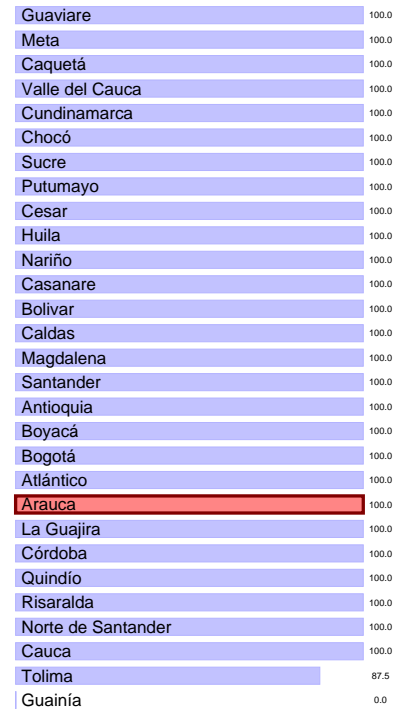 Guaviare 100.0
Meta 100.0
Caquetá 100.0
Valle del Cauca 100.0
Cundinamarca 100.0
Chocó 100.0
Sucre 100.0
Putumayo 100.0
Cesar 100.0
Huila 100.0
Nariño 100.0
Casanare 100.0
Bolivar 100.0
Caldas 100.0
Magdalena 100.0
Santander 100.0
Antioquia 100.0
Boyacá 100.0
Bogotá 100.0
Atlántico 100.0
Arauca 100.0
La Guajira 100.0
Córdoba 100.0
Quindío 100.0
Risaralda 100.0
Norte de Santander 100.0
Cauca 100.0
Tolima 87.5
Guainía 0.0